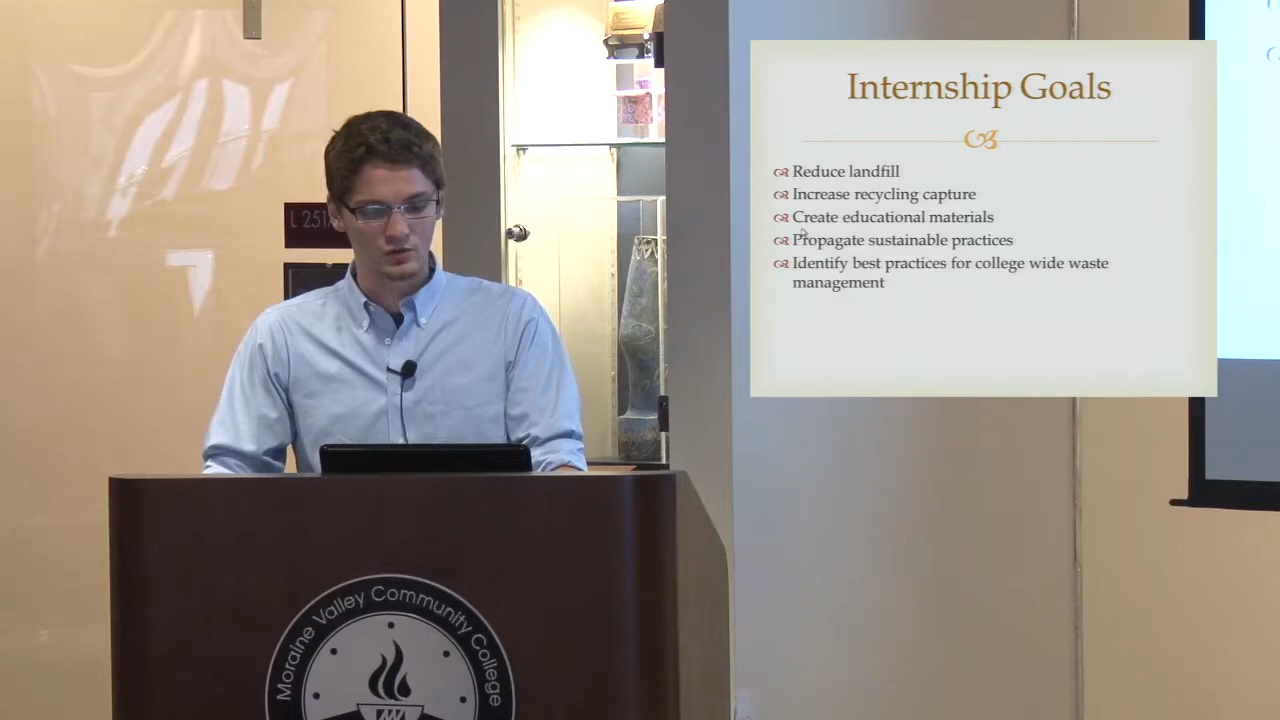 Internship Goals
Reduce landfill
Increase recycling capture
Create educational materials
Propagate sustainable practices
Identify best practices for college wide waste
management
L 251
Moraine Valley Community College